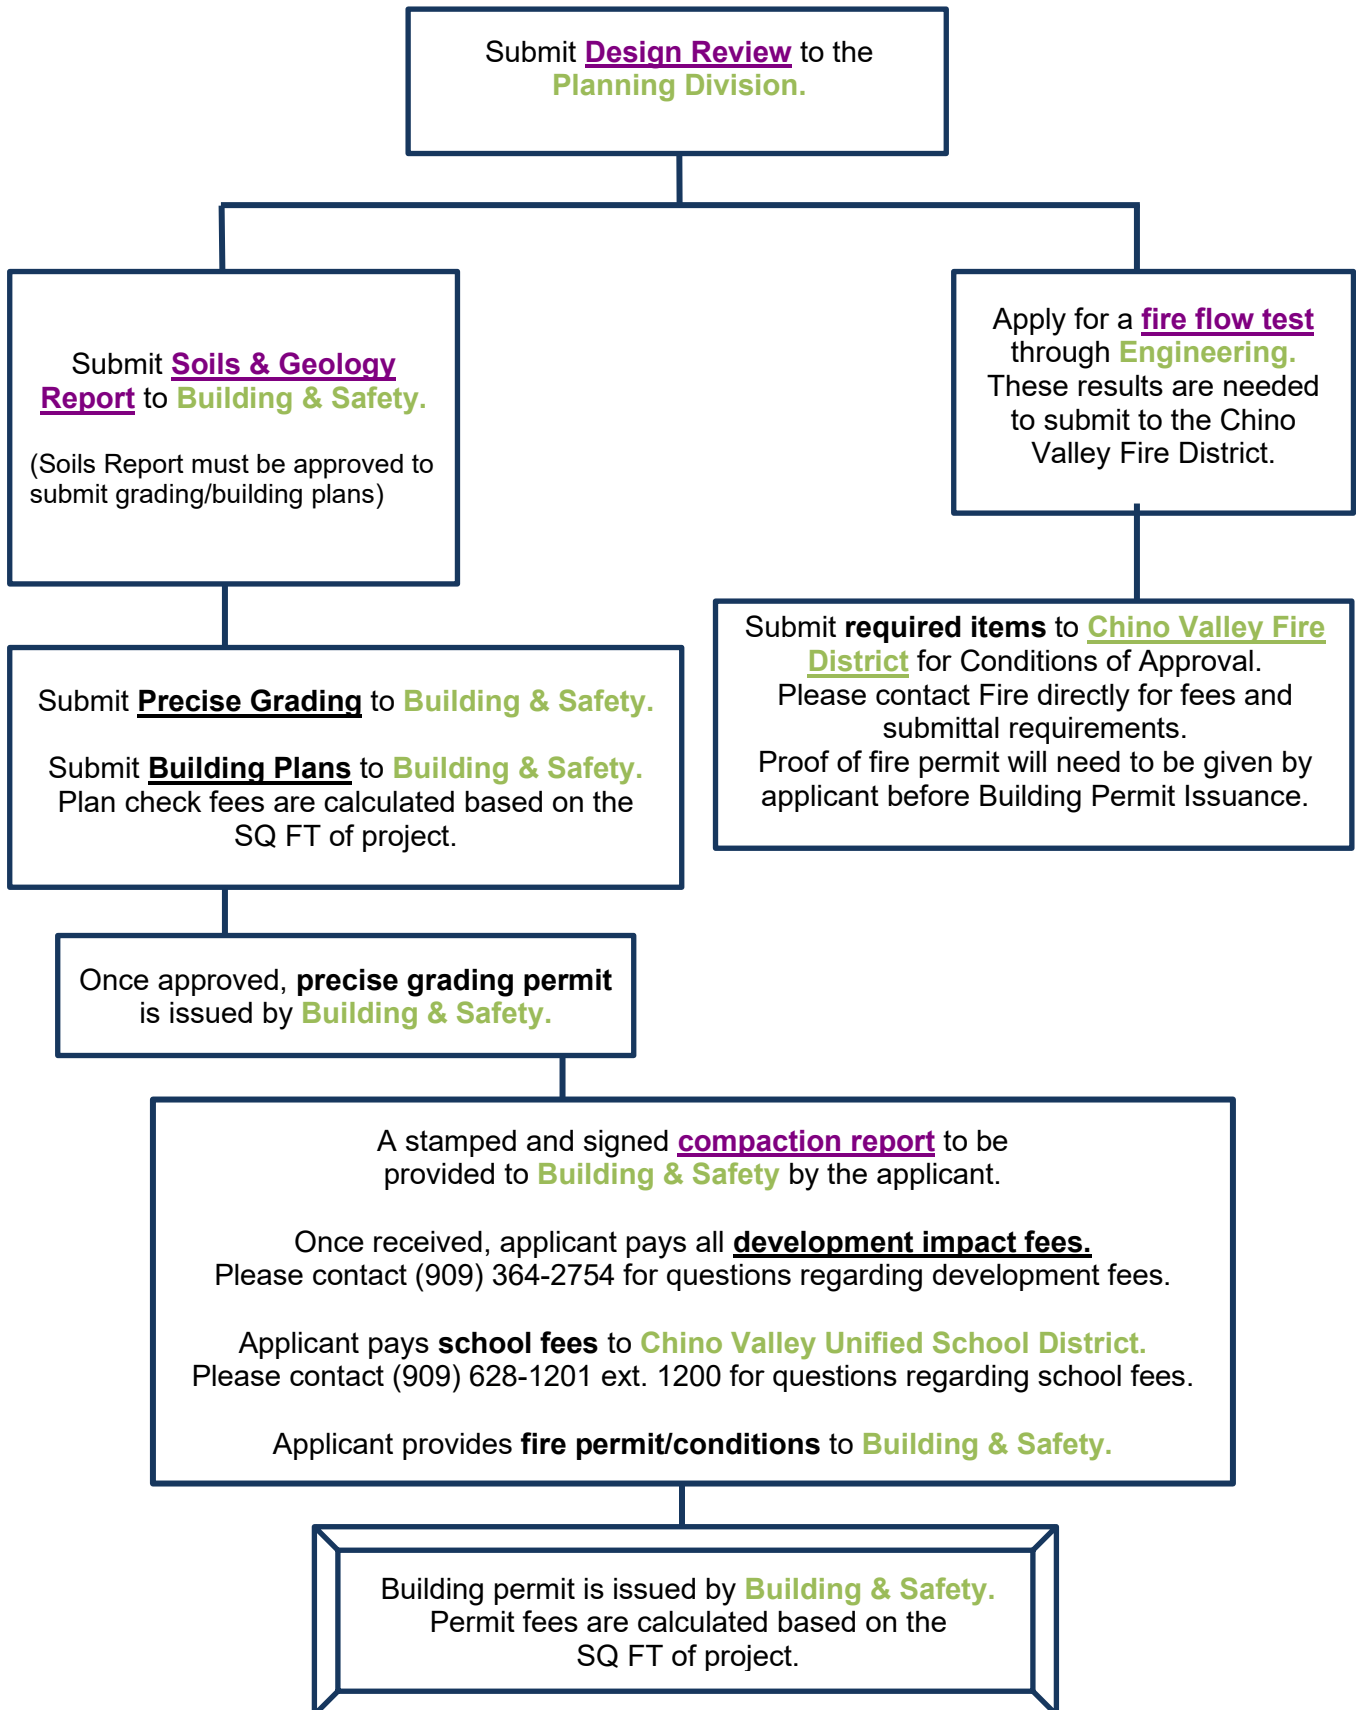 Submit Design Review to the
Planning Division.
Submit Soils & Geology
Report to Building & Safety.
(Soils Report must be approved to
submit grading/building plans)
Apply for a fire flow test
through Engineering.
These results are needed
to submit to the Chino
Valley Fire District.
Submit Precise Grading to Building & Safety.
Submit Building Plans to Building & Safety.
Plan check fees are calculated based on the
SQ FT of project.
Submit required items to Chino Valley Fire
District for Conditions of Approval.
Please contact Fire directly for fees and
submittal requirements.
Proof of fire permit will need to be given by
applicant before Building Permit Issuance.
Once approved, precise grading permit
is issued by Building & Safety.
A stamped and signed compaction report to be
provided to Building & Safety by the applicant.
Once received, applicant pays all development impact fees.
Please contact (909) 364-2754 for questions regarding development fees.
Applicant pays school fees to Chino Valley Unified School District.
Please contact (909) 628-1201 ext. 1200 for questions regarding school fees.
Applicant provides fire permit/conditions to Building & Safety.
Building permit is issued by Building & Safety.
Permit fees are calculated based on the
SQ FT of project.